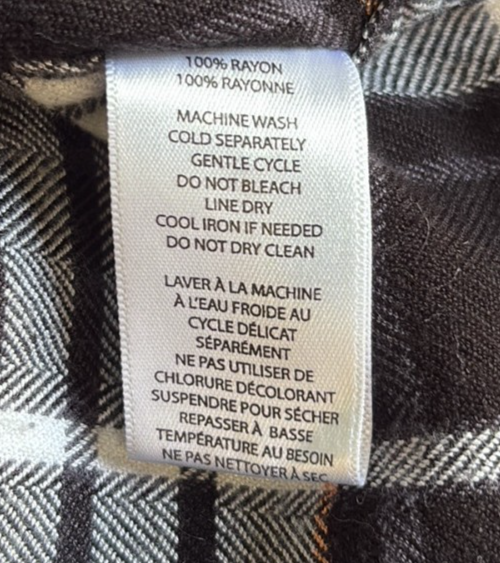 100% RAYON
100% RAYONNE
MACHINE WASH
COLD SEPARATELY
GENTLE CYCLE
DO NOT BLEACH
LINE DRY
COOL IRON IF NEEDED
DO NOT DRY CLEAN
LAVER À LA MACHINE
À L'EAU FROIDE AU
CYCLE DÉLICAT
SÉPARÉMENT
NE PAS UTILISER DE
CHLORURE DÉCOLORANT
SUSPENDRE POUR SÉCHER
REPASSER À BASSE
TEMPÉRATURE AU BESOIN
NE PAS NETTOYER À SEC